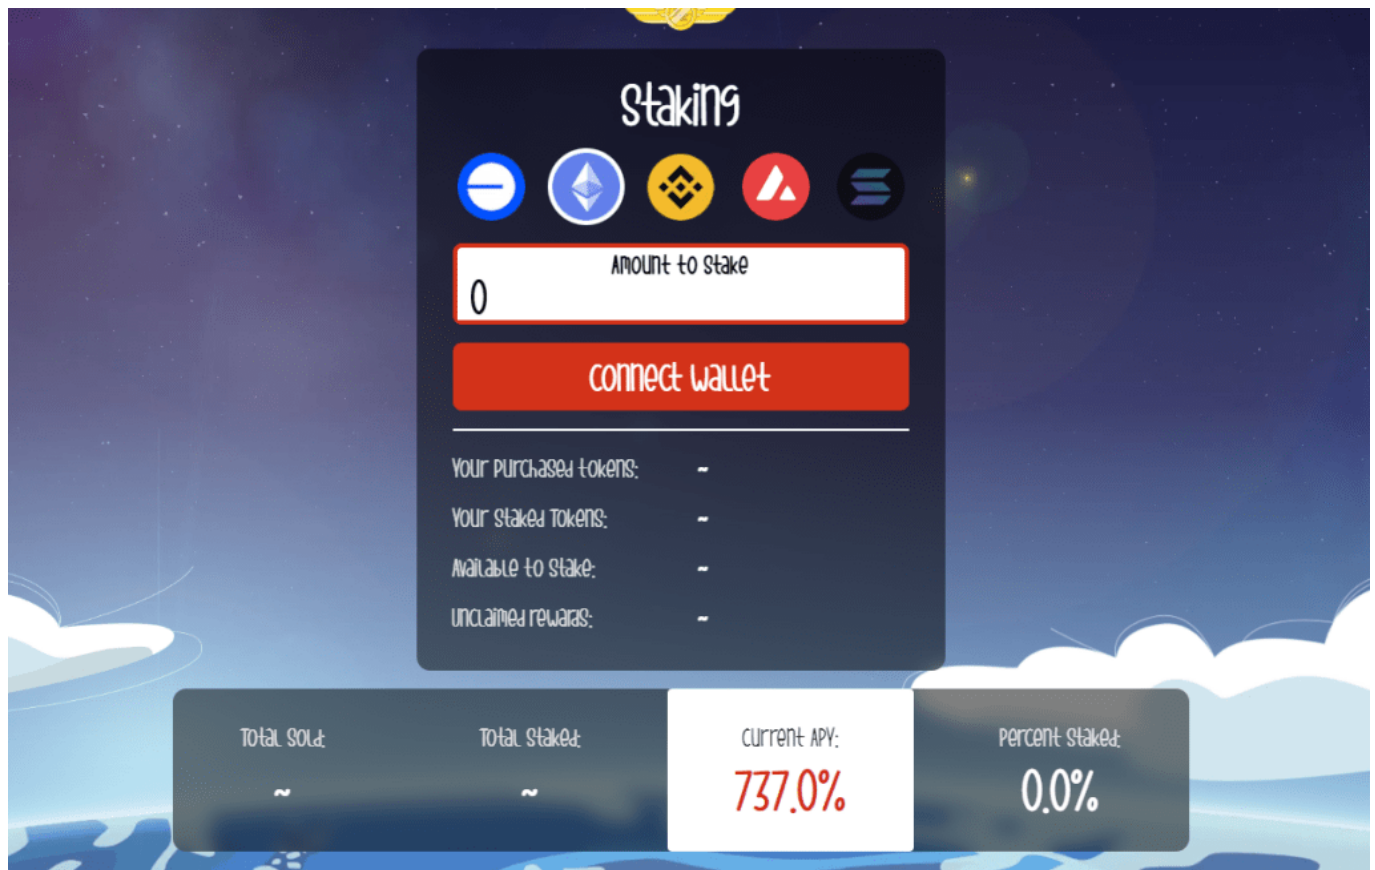 Staking
Amount to Stake
0
Connect Wallet
Your Purchased Tokens: ~
Your Staked Tokens: ~
Available to Stake: ~
Unclaimed Rewards: ~
Total Sold: Total Staked: Current APY: Percent Staked:
~ ~ 737.0% 0.0%